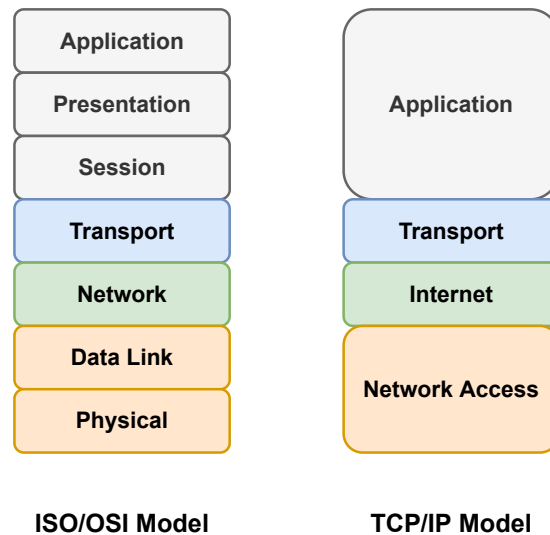 Application
Presentation
Session
Transport
Network
Data Link
Physical
ISO/OSI Model
Application
Transport
Internet
Network Access
TCP/IP Model